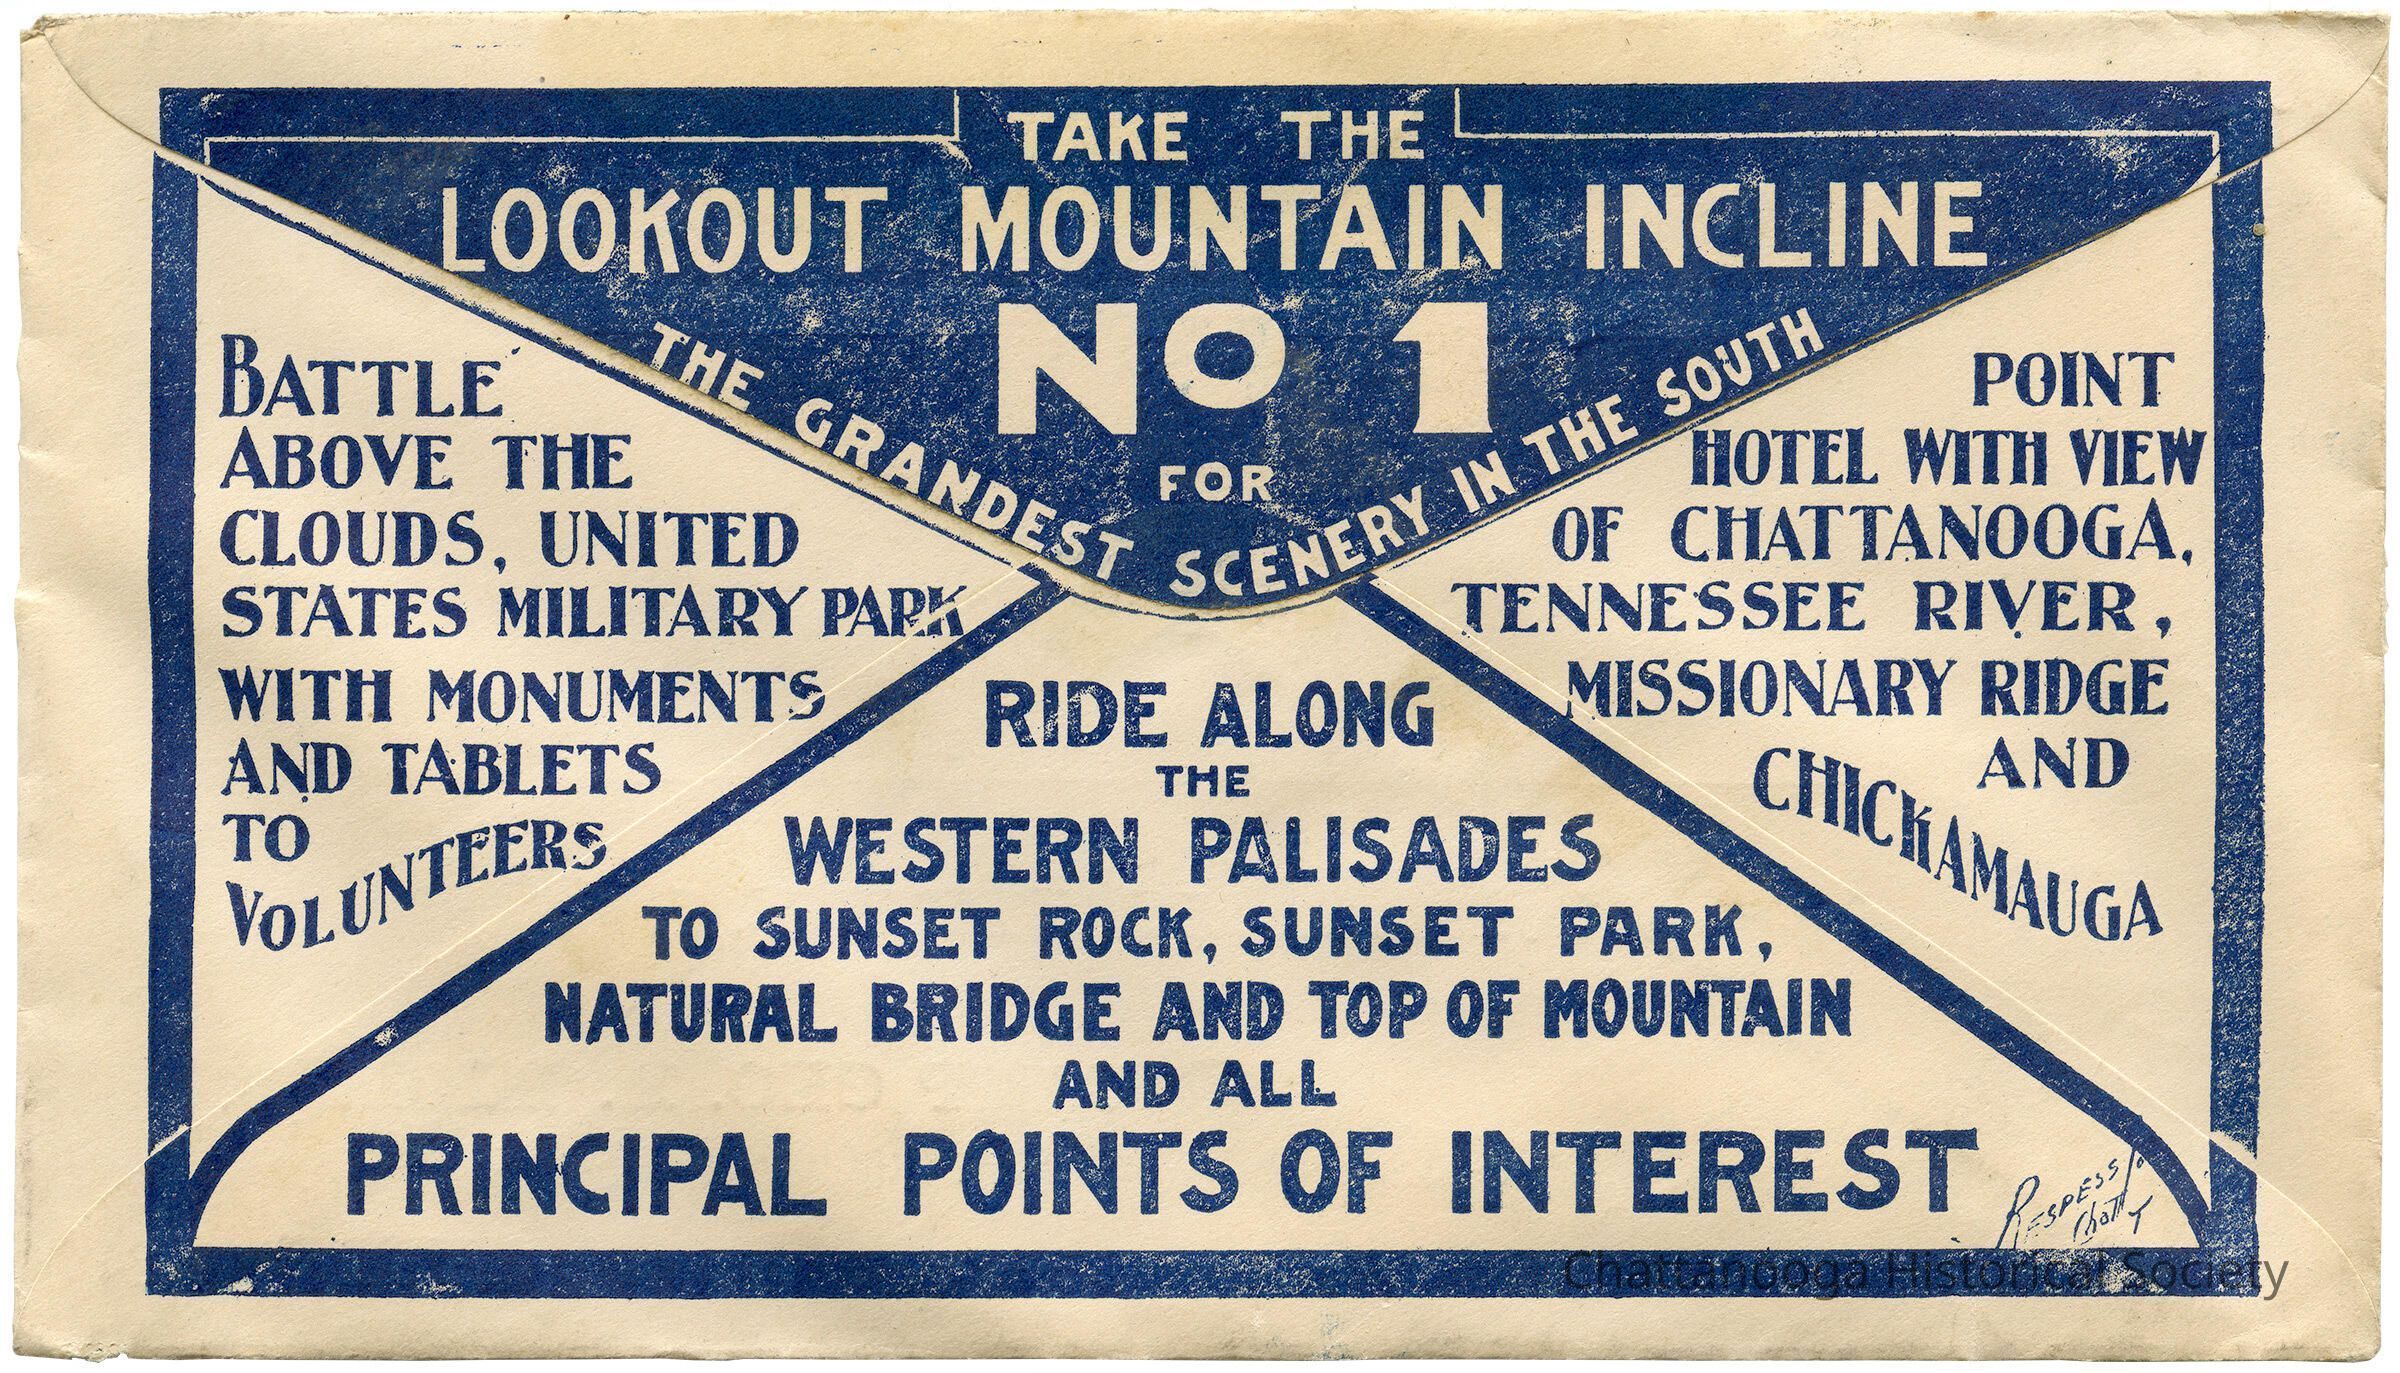 TAKE THE
LOOKOUT MOUNTAIN INCLINE
NO 1
FOR
THE GRANDEST SCENERY IN THE SOUTH
BATTLE
ABOVE THE
CLOUDS, UNITED
STATES MILITARY PARK
WITH MONUMENTS
AND TABLETS
TO
VOLUNTEERS
POINT
HOTEL WITH VIEW
OF CHATTANOOGA,
TENNESSEE RIVER,
MISSIONARY RIDGE
AND
CHICKAMAUGA
RIDE ALONG
THE
WESTERN PALISADES
TO SUNSET ROCK, SUNSET PARK,
NATURAL BRIDGE AND TOP OF MOUNTAIN
AND ALL
PRINCIPAL POINTS OF INTEREST
RESPESS
Chatt T
Chattanooga Historical Society